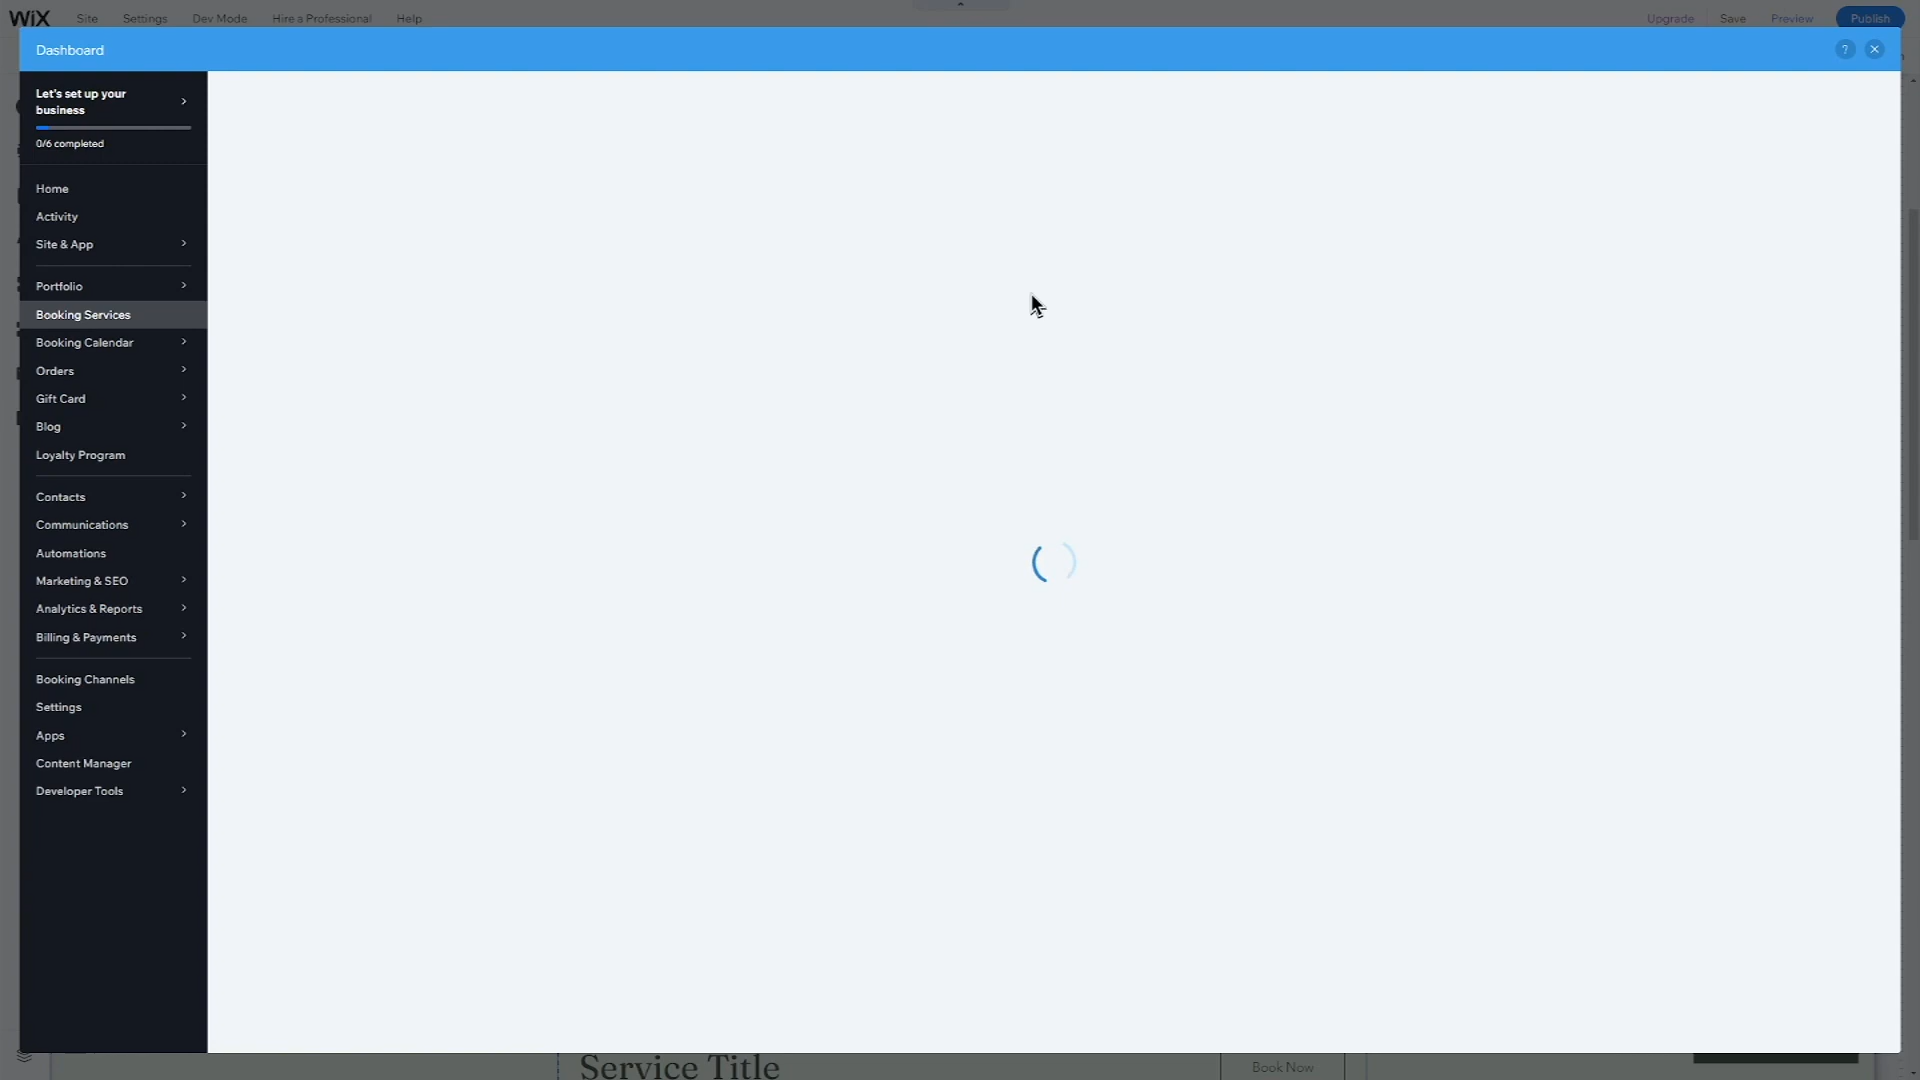 WiX
Site
Settings
Dev Mode
Hire a Professional
Help
Upgrade
Save
Preview
Publish
Dashboard
?
Let's set up your
business
0/6 completed
Home
Activity
Site & App
Portfolio
Booking Services
Booking Calendar
Orders
Gift Card
Blog
Loyalty Program
Contacts
Communications
Automations
Marketing & SEO
Analytics & Reports
Billing & Payments
Booking Channels
Settings
Apps
Content Manager
Developer Tools
Service Title
Book Now